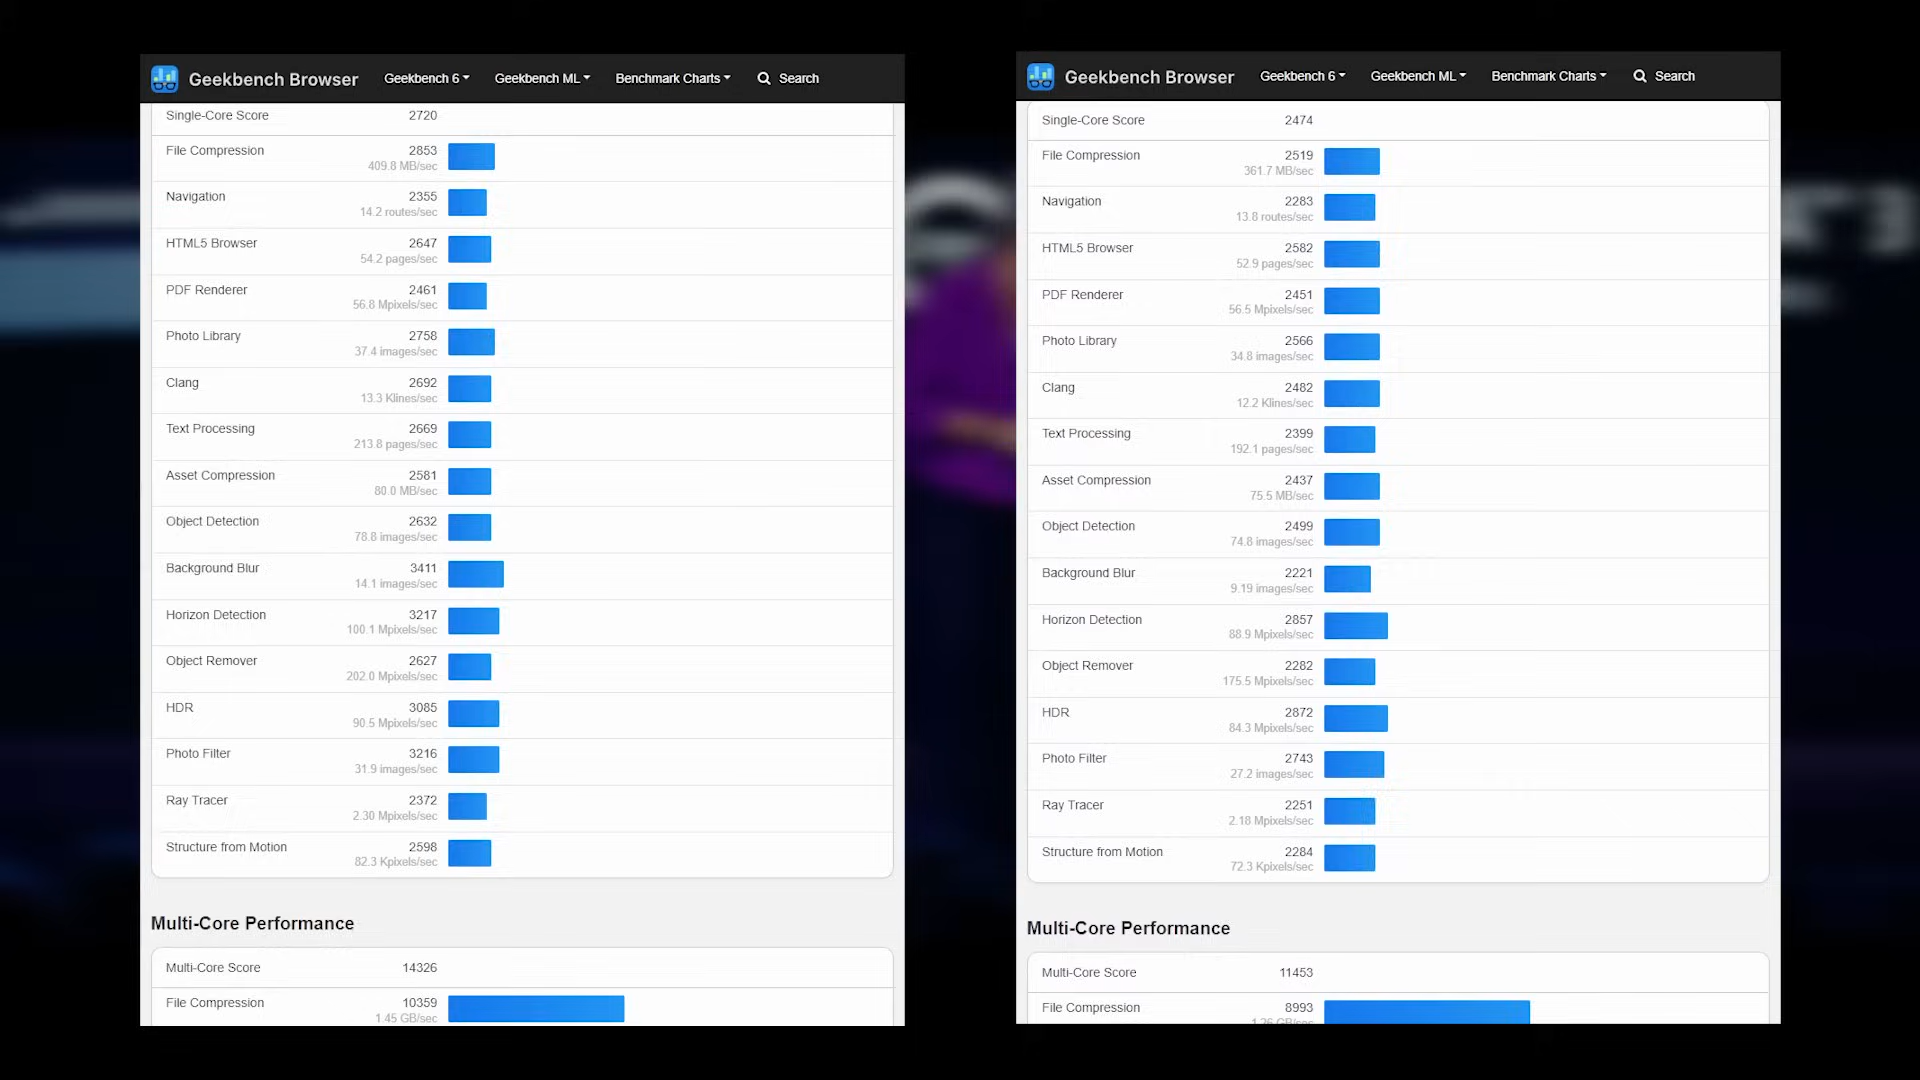 Geekbench Browser Geekbench 6 Geekbench ML Benchmark Charts Search
Single-Core Score 2720
File Compression 2853
409.8 MB/sec
Navigation 2355
14.2 routes/sec
HTML5 Browser 2647
54.2 pages/sec
PDF Renderer 2461
56.8 Mpixels/sec
Photo Library 2758
37.4 images/sec
Clang 2692
13.3 Klines/sec
Text Processing 2669
213.8 pages/sec
Asset Compression 2581
80.0 MB/sec
Object Detection 2632
78.8 images/sec
Background Blur 3411
14.1 images/sec
Horizon Detection 3217
100.1 Mpixels/sec
Object Remover 2627
202.0 Mpixels/sec
HDR 3085
90.5 Mpixels/sec
Photo Filter 3216
31.9 images/sec
Ray Tracer 2372
2.30 Mpixels/sec
Structure from Motion 2598
82.3 Kpixels/sec
Multi-Core Performance
Multi-Core Score 14326
File Compression 10359
1.45 GB/sec
Geekbench Browser Geekbench 6 Geekbench ML Benchmark Charts Search
Single-Core Score 2474
File Compression 2519
361.7 MB/sec
Navigation 2283
13.8 routes/sec
HTML5 Browser 2582
52.9 pages/sec
PDF Renderer 2451
56.5 Mpixels/sec
Photo Library 2566
34.8 images/sec
Clang 2482
12.2 Klines/sec
Text Processing 2399
192.1 pages/sec
Asset Compression 2437
75.5 MB/sec
Object Detection 2499
74.8 images/sec
Background Blur 2221
9.19 images/sec
Horizon Detection 2857
88.9 Mpixels/sec
Object Remover 2282
175.5 Mpixels/sec
HDR 2872
84.3 Mpixels/sec
Photo Filter 2743
27.2 images/sec
Ray Tracer 2251
2.18 Mpixels/sec
Structure from Motion 2284
72.3 Kpixels/sec
Multi-Core Performance
Multi-Core Score 11453
File Compression 8993
1.26 GB/sec